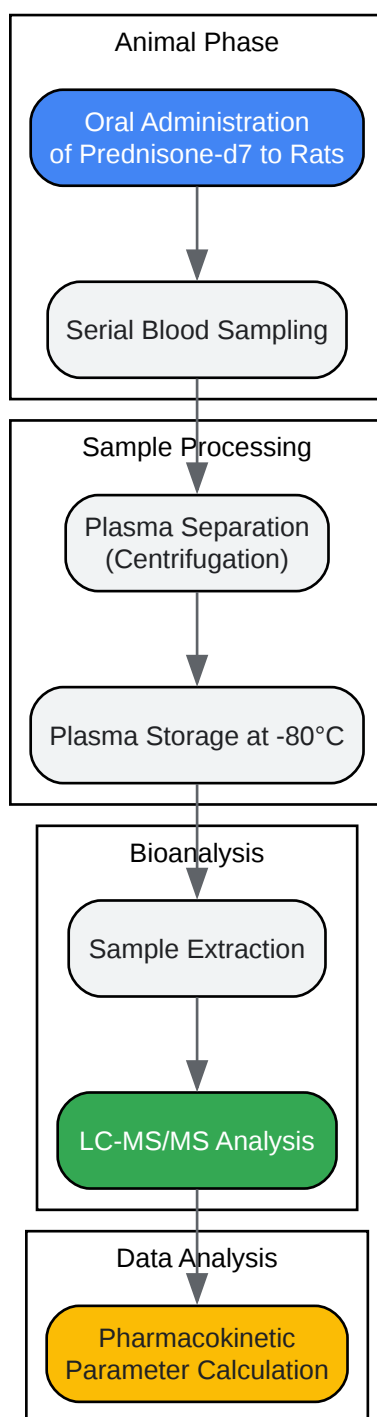 Animal Phase
Oral Administration
of Prednisone-d7 to Rats
Serial Blood Sampling
Sample Processing
Plasma Separation
(Centrifugation)
Plasma Storage at -80°C
Bioanalysis
Sample Extraction
LC-MS/MS Analysis
Data Analysis
Pharmacokinetic
Parameter Calculation